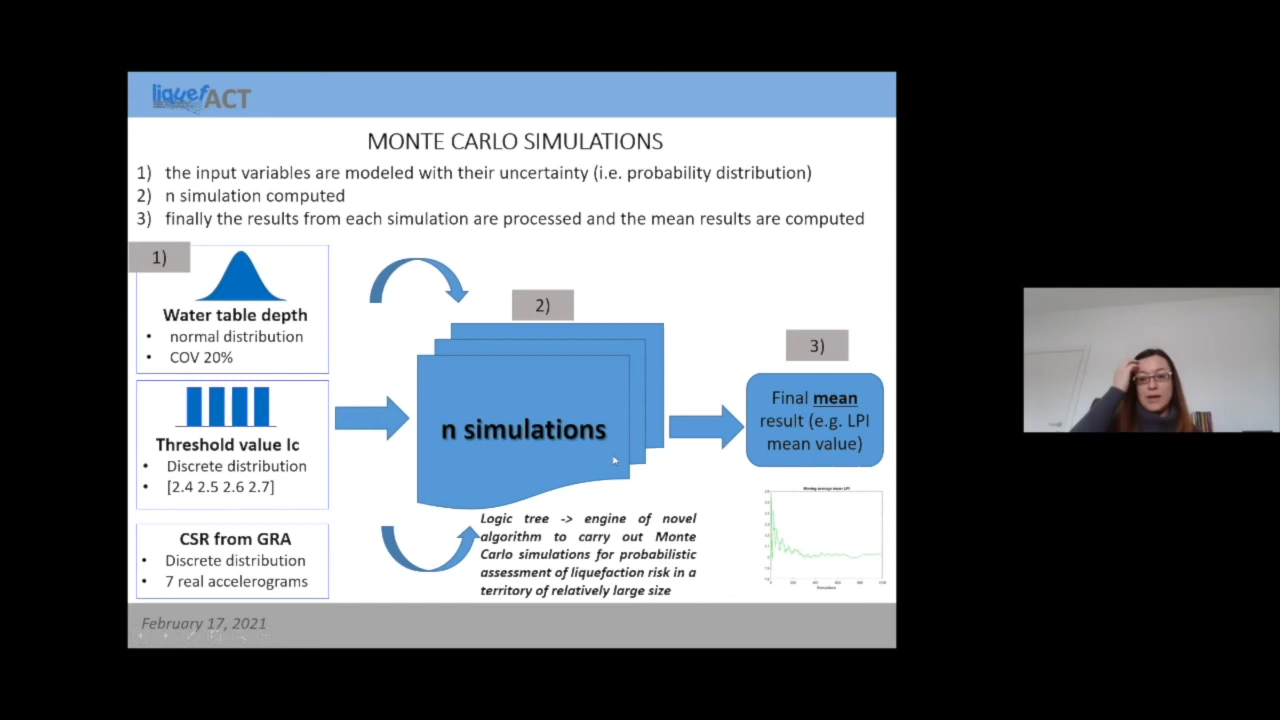 liquefACT
MONTE CARLO SIMULATIONS
1) the input variables are modeled with their uncertainty (i.e. probability distribution)
2) n simulation computed
3) finally the results from each simulation are processed and the mean results are computed
1)
Water table depth
• normal distribution
• COV 20%
Threshold value Ic
• Discrete distribution
• [2.4 2.5 2.6 2.7]
CSR from GRA
• Discrete distribution
• 7 real accelerograms
2)
n simulations
Logic tree -> engine of novel
algorithm to carry out Monte
Carlo simulations for probabilistic
assessment of liquefaction risk in a
territory of relatively large size
3)
Final mean
result (e.g. LPI
mean value)
Moving average mean LPI
February 17, 2021